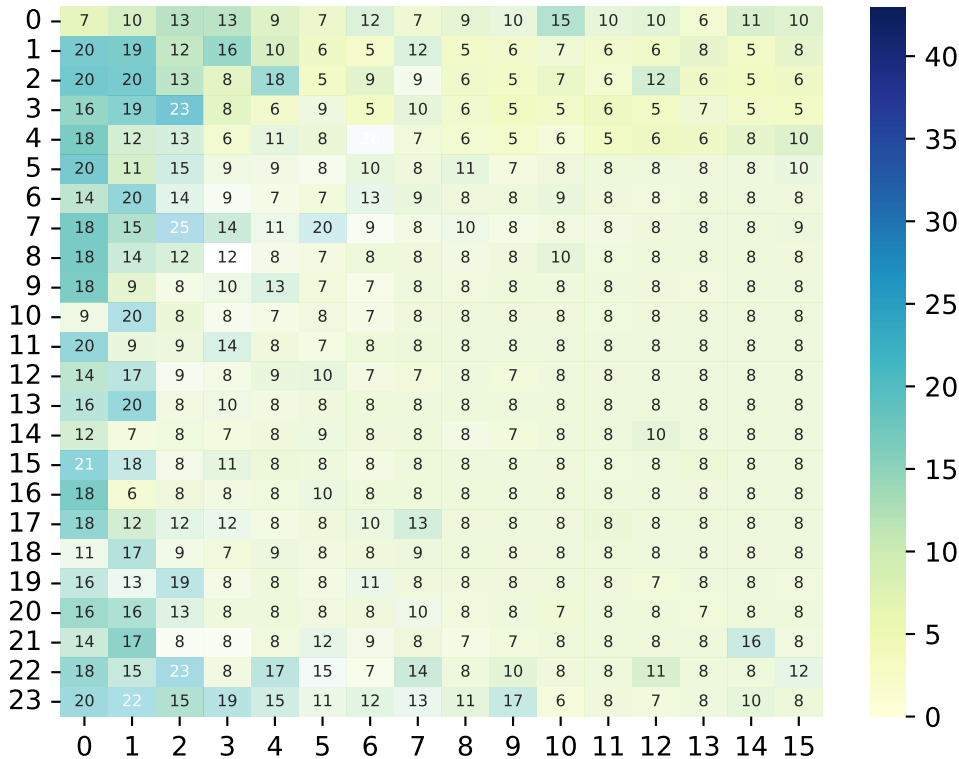 0 7 10 13 13 9 7 12 7 9 10 15 10 10 6 11 10
1 20 19 12 16 10 6 5 12 5 6 7 6 6 8 5 8
2 20 20 13 8 18 5 9 9 6 5 7 6 12 6 5 6
3 16 19 23 8 6 9 5 10 6 5 5 6 5 7 5 5
4 18 12 13 6 11 8 7 6 5 6 5 6 6 8 10
5 20 11 15 9 9 8 10 8 11 7 8 8 8 8 8 10
6 14 20 14 9 7 7 13 9 8 8 9 8 8 8 8 8
7 18 15 25 14 11 20 9 8 10 8 8 8 8 8 8 9
8 18 14 12 12 8 7 8 8 8 8 10 8 8 8 8 8
9 18 9 8 10 13 7 7 8 8 8 8 8 8 8 8 8
10 9 20 8 8 7 8 7 8 8 8 8 8 8 8 8 8
11 20 9 9 14 8 7 8 8 8 8 8 8 8 8 8 8
12 14 17 9 8 9 10 7 7 8 7 8 8 8 8 8 8
13 16 20 8 10 8 8 8 8 8 8 8 8 8 8 8 8
14 12 7 8 7 8 9 8 8 8 7 8 8 10 8 8 8
15 21 18 8 11 8 8 8 8 8 8 8 8 8 8 8 8
16 18 6 8 8 8 10 8 8 8 8 8 8 8 8 8 8
17 18 12 12 12 8 8 10 13 8 8 8 8 8 8 8 8
18 11 17 9 7 9 8 8 9 8 8 8 8 8 8 8 8
19 16 13 19 8 8 8 11 8 8 8 8 8 7 8 8 8
20 16 16 13 8 8 8 8 10 8 8 7 8 8 7 8 8
21 14 17 8 8 8 12 9 8 7 7 8 8 8 8 16 8
22 18 15 23 8 17 15 7 14 8 10 8 8 11 8 8 12
23 20 22 15 19 15 11 12 13 11 17 6 8 7 8 10 8
0 1 2 3 4 5 6 7 8 9 10 11 12 13 14 15
40
35
30
25
20
15
10
5
0